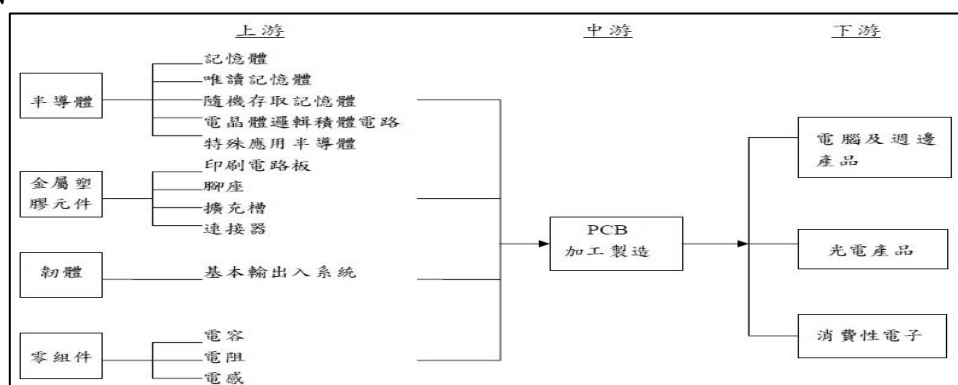 上游
中游
下游
半導體
記憶體
唯讀記憶體
隨機存取記憶體
電晶體邏輯積體電路
特殊應用半導體
金屬塑
膠元件
印刷電路板
腳座
擴充槽
連接器
韌體
基本輸出入系統
零組件
電容
電阻
電感
PCB
加工製造
電腦及週邊
產品
光電產品
消費性電子